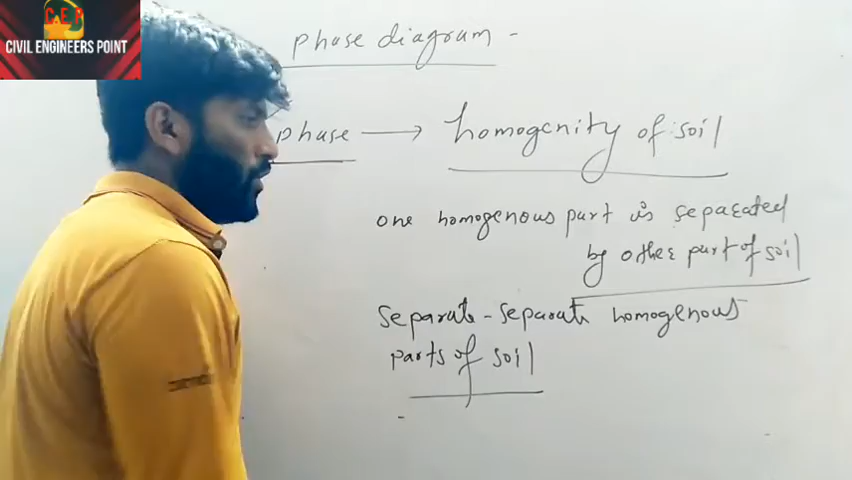 C E P
CIVIL ENGINEERS POINT
phase diagram -
phase → homogenity of soil
one homogenous part is separated
by other part of soil
separate - separate homogenous
parts of soil